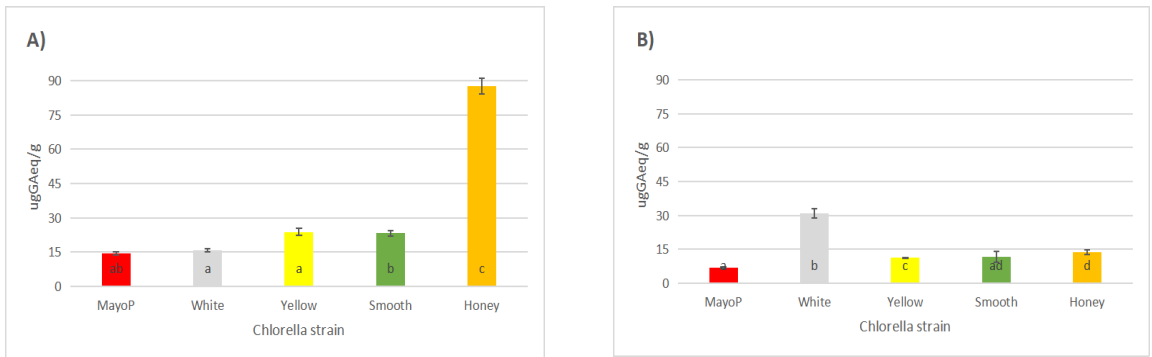 A)
90
75
60
45
30
15
0
ugGAeq/g
ab
a
a
b
c
MayoP White Yellow Smooth Honey
Chlorella strain
B)
90
75
60
45
30
15
0
ugGAeq/g
a
b
c
ad
d
MayoP White Yellow Smooth Honey
Chlorella strain